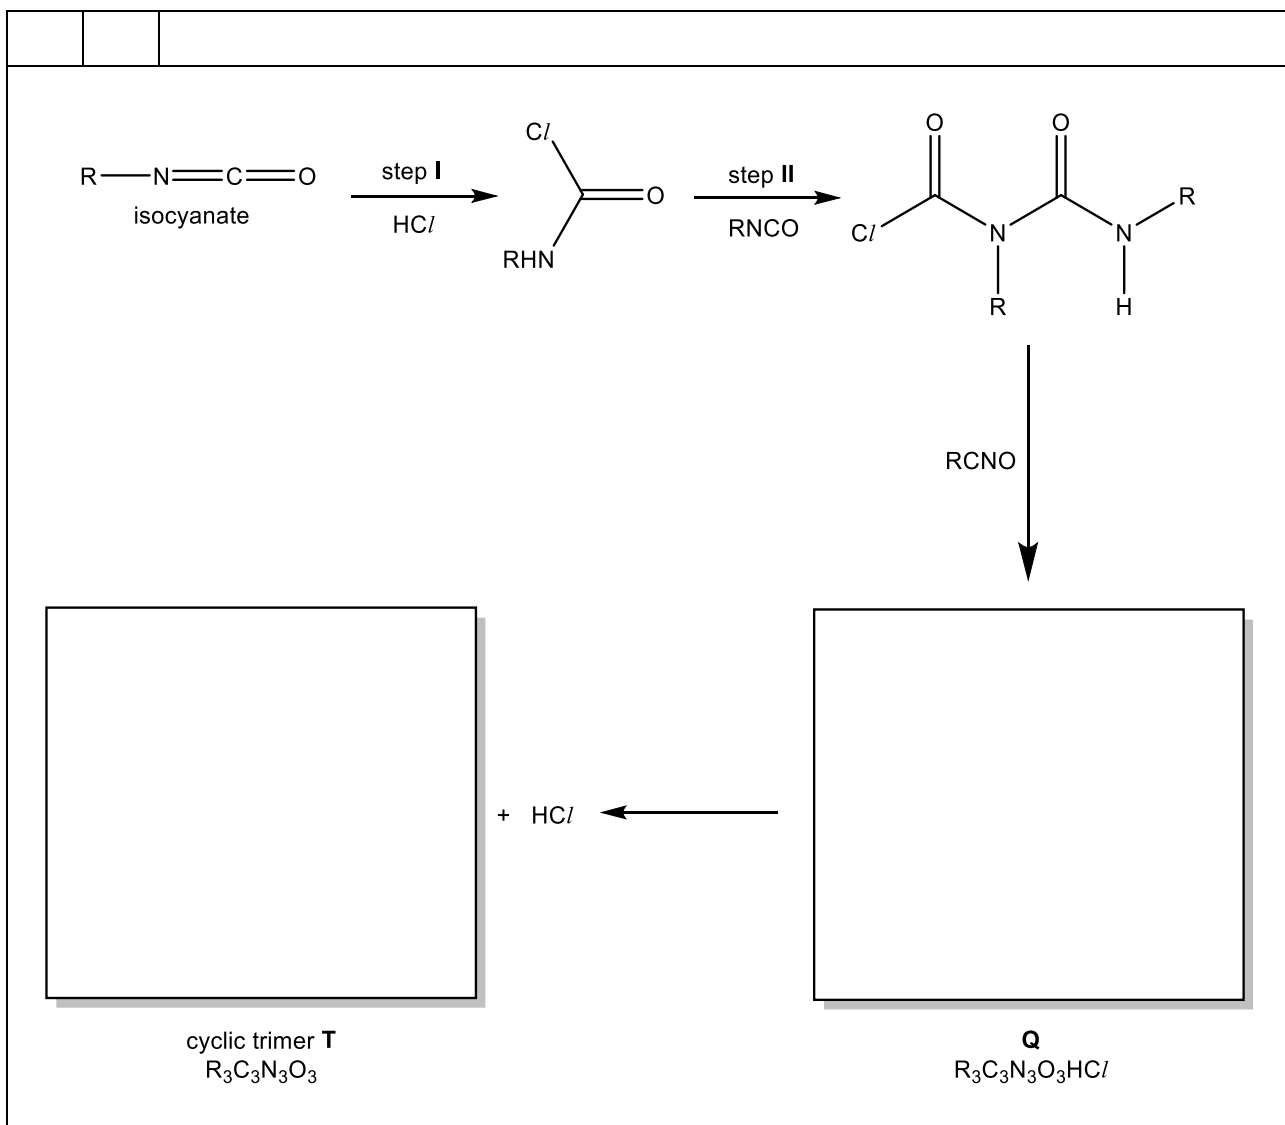 R—N=C=O
isocyanate
step I
HCl
Cl
O
RHN
step II
RNCO
O O
Cl N N R
R H
RCNO
+ HCl
cyclic trimer T
R₃C₃N₃O₃
Q
R₃C₃N₃O₃HCl